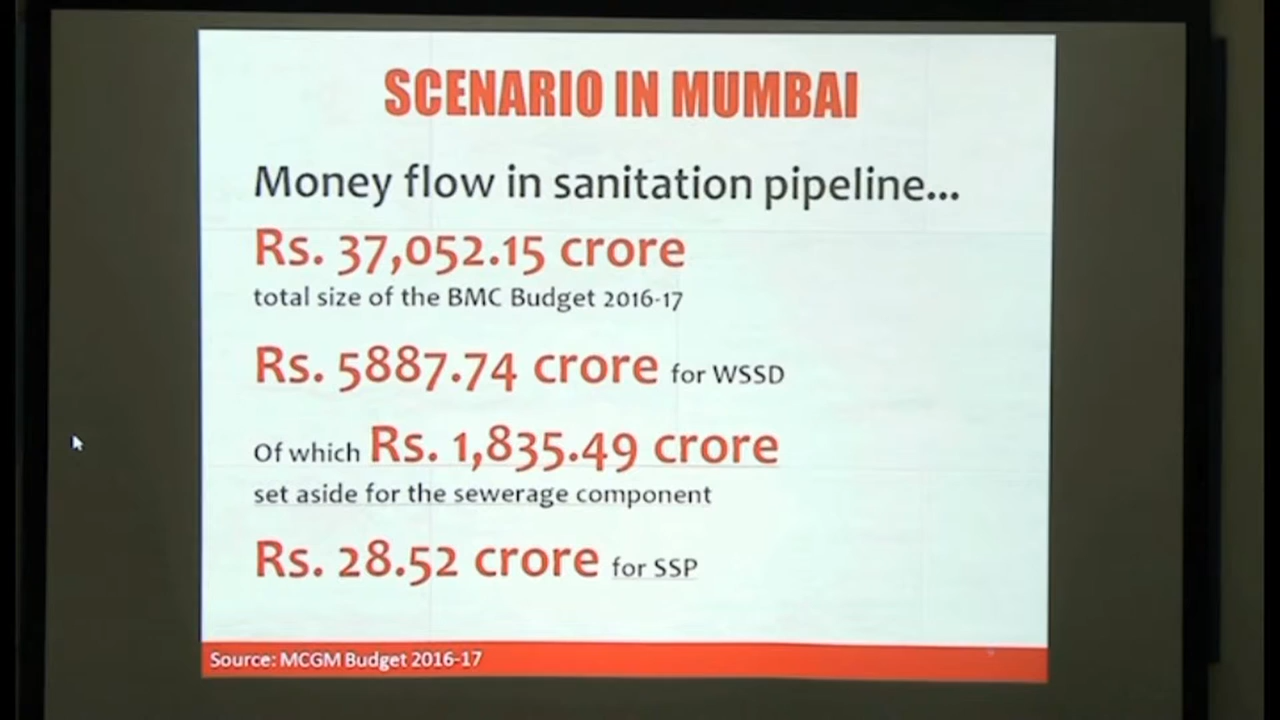 SCENARIO IN MUMBAI
Money flow in sanitation pipeline...
Rs. 37,052.15 crore
total size of the BMC Budget 2016-17
Rs. 5887.74 crore for WSSD
Of which Rs. 1,835.49 crore
set aside for the sewerage component
Rs. 28.52 crore for SSP
Source: MCGM Budget 2016-17